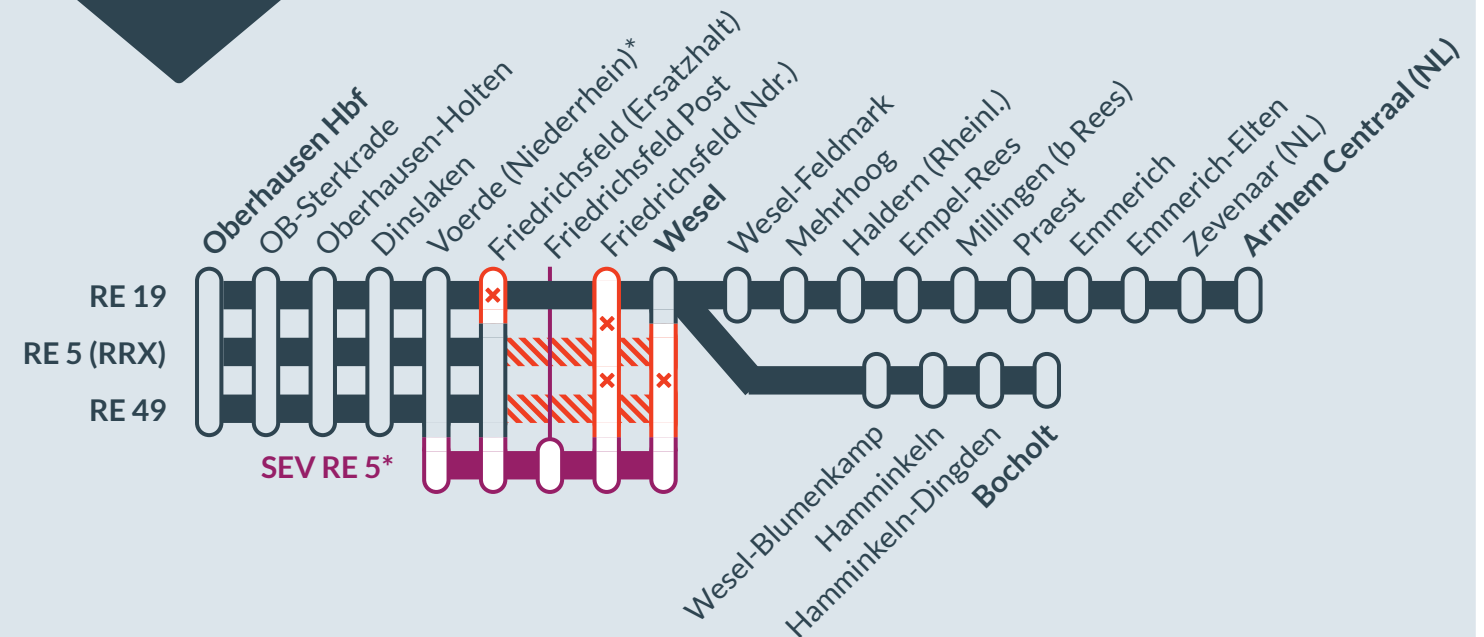 Oberhausen Hbf
OB-Sterkrade
Oberhausen-Holten
Dinslaken
Voerde (Niederrhein)*
Friedrichsfeld (Ersatzhalt)
Friedrichsfeld Post
Friedrichsfeld (Ndr.)
Wesel
Wesel-Feldmark
Mehrhoog
Haldern (Rheinl.)
Empel-Rees
Millingen (b Rees)
Praest
Emmerich
Emmerich-Elten
Zevenaar (NL)
Arnhem Centraal (NL)
RE 19
RE 5 (RRX)
RE 49
SEV RE 5*
Wesel-Blumenkamp
Hamminkeln
Hamminkeln-Dingden
Bocholt